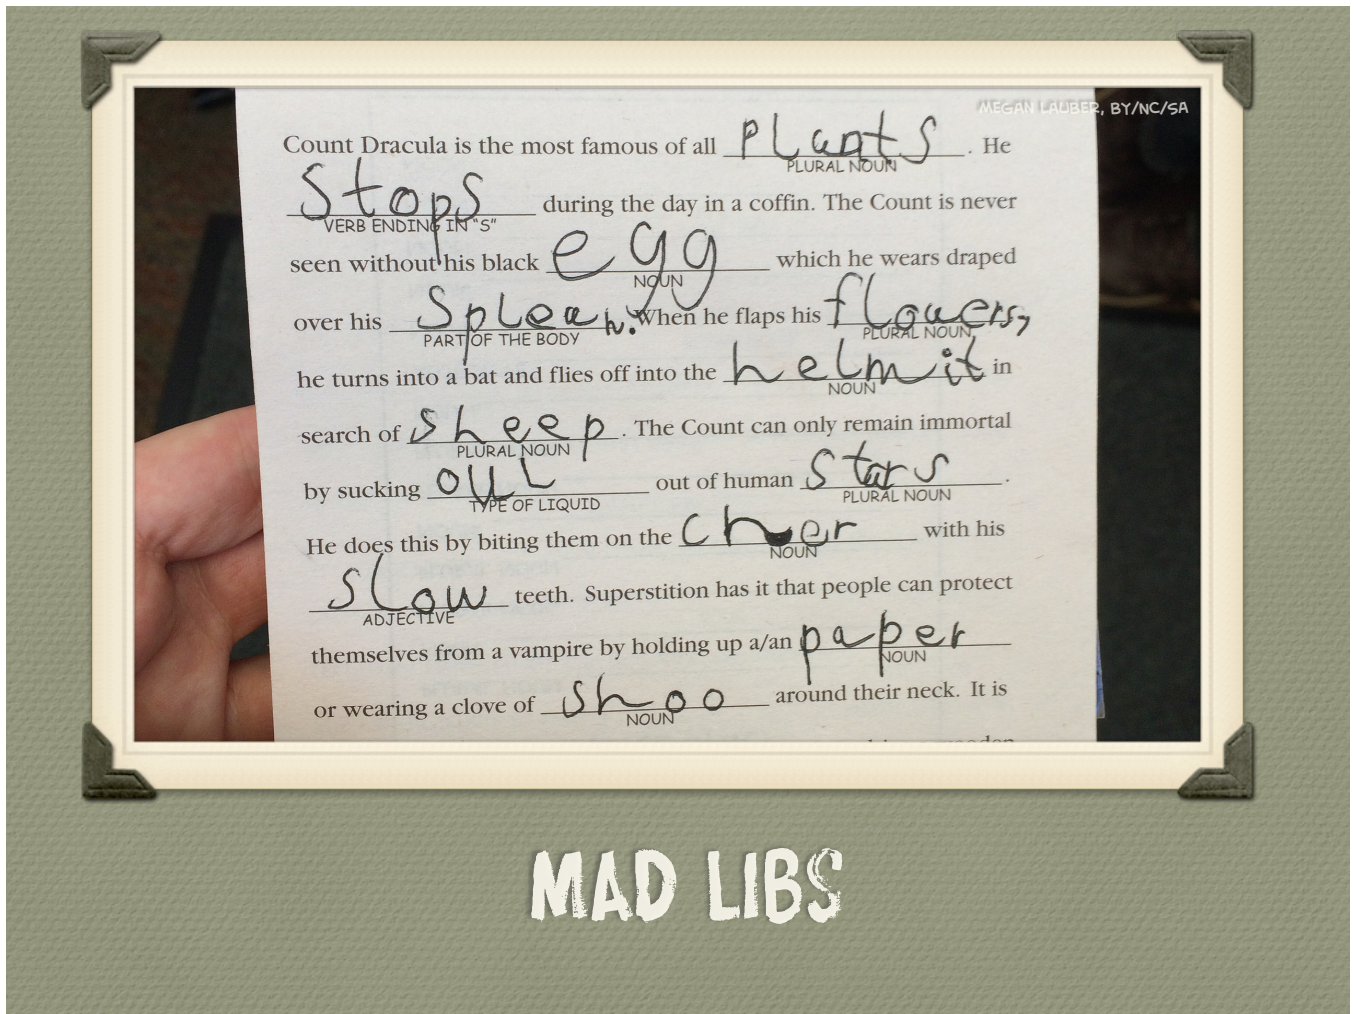 MEGAN LAUBER, BY/NC/SA
Count Dracula is the most famous of all plants. He
PLURAL NOUN
stops during the day in a coffin. The Count is never
VERB ENDING IN "S"
seen without his black egg which he wears draped
NOUN
over his Splean. When he flaps his flowers,
PART OF THE BODY PLURAL NOUN
he turns into a bat and flies off into the helmit in
NOUN
search of sheep. The Count can only remain immortal
PLURAL NOUN
by sucking out of human stars.
TYPE OF LIQUID PLURAL NOUN
He does this by biting them on the cher with his
NOUN
slow teeth. Superstition has it that people can protect
ADJECTIVE
themselves from a vampire by holding up a/an paper
NOUN
or wearing a clove of shoo around their neck. It is
NOUN
MAD LIBS